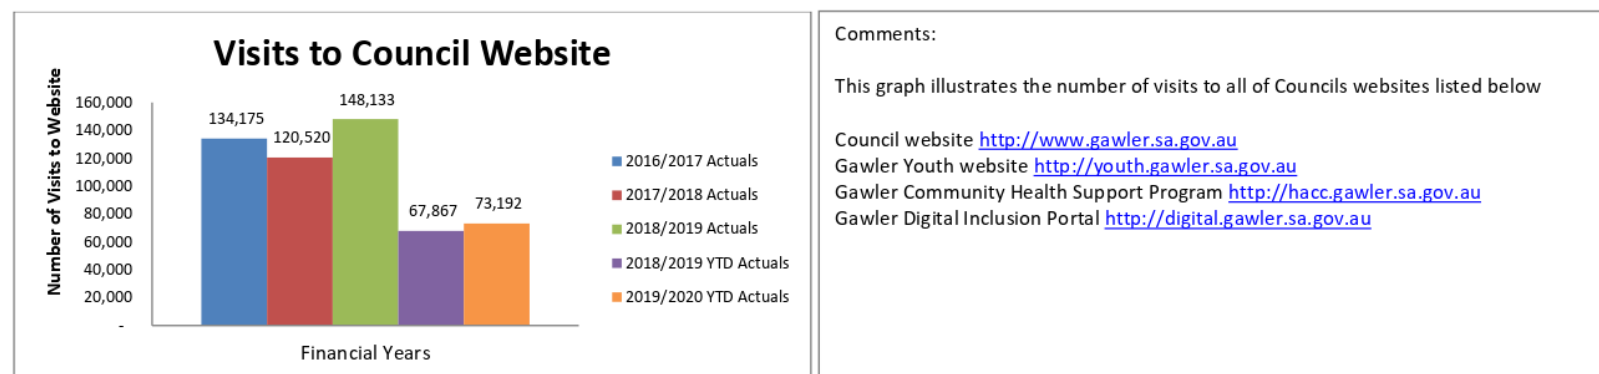 Visits to Council Website
Number of Visits to Website
160,000
140,000
120,000
100,000
80,000
60,000
40,000
20,000
-
134,175
120,520
148,133
67,867
73,192
Financial Years
2016/2017 Actuals
2017/2018 Actuals
2018/2019 Actuals
2018/2019 YTD Actuals
2019/2020 YTD Actuals
Comments:
This graph illustrates the number of visits to all of Councils websites listed below
Council website http://www.gawler.sa.gov.au
Gawler Youth website http://youth.gawler.sa.gov.au
Gawler Community Health Support Program http://hacc.gawler.sa.gov.au
Gawler Digital Inclusion Portal http://digital.gawler.sa.gov.au